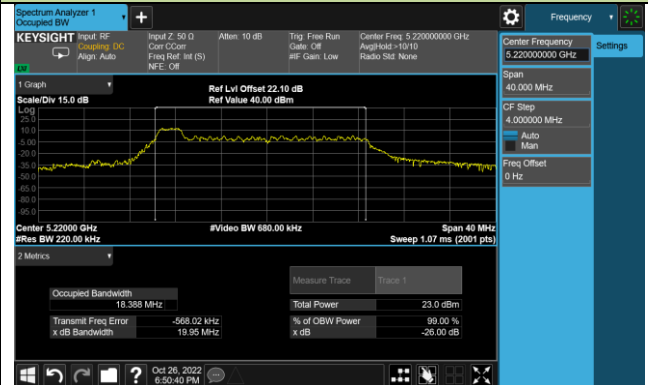 Spectrum Analyzer 1
Occupied BW
Frequency
KEYSIGHT
Input: RF
Coupling: DC
Align: Auto
Input Z: 50 Ω
Corr CCorr
Freq Ref: Int (S)
NFE: Off
Atten: 10 dB
Trig: Free Run
Gate: Off
#IF Gain: Low
Center Freq: 5.220000000 GHz
Avg|Hold:>10/10
Radio Std: None
Center Frequency
5.220000000 GHz
Settings
Span
40.000 MHz
CF Step
4.000000 MHz
Auto
Man
Freq Offset
0 Hz
1 Graph
Scale/Div 15.0 dB
Ref Lvl Offset 22.10 dB
Ref Value 40.00 dBm
Log
25.0
10.0
-5.00
-20.0
-35.0
-50.0
-65.0
-80.0
-95.0
Center 5.22000 GHz
#Video BW 680.00 kHz
Span 40 MHz
#Res BW 220.00 kHz
Sweep 1.07 ms (2001 pts)
2 Metrics
Measure Trace
Trace 1
Occupied Bandwidth
18.388 MHz
Total Power
23.0 dBm
Transmit Freq Error
-568.02 kHz
% of OBW Power
99.00 %
x dB Bandwidth
19.95 MHz
x dB
-26.00 dB
?
Oct 26, 2022
6:50:40 PM